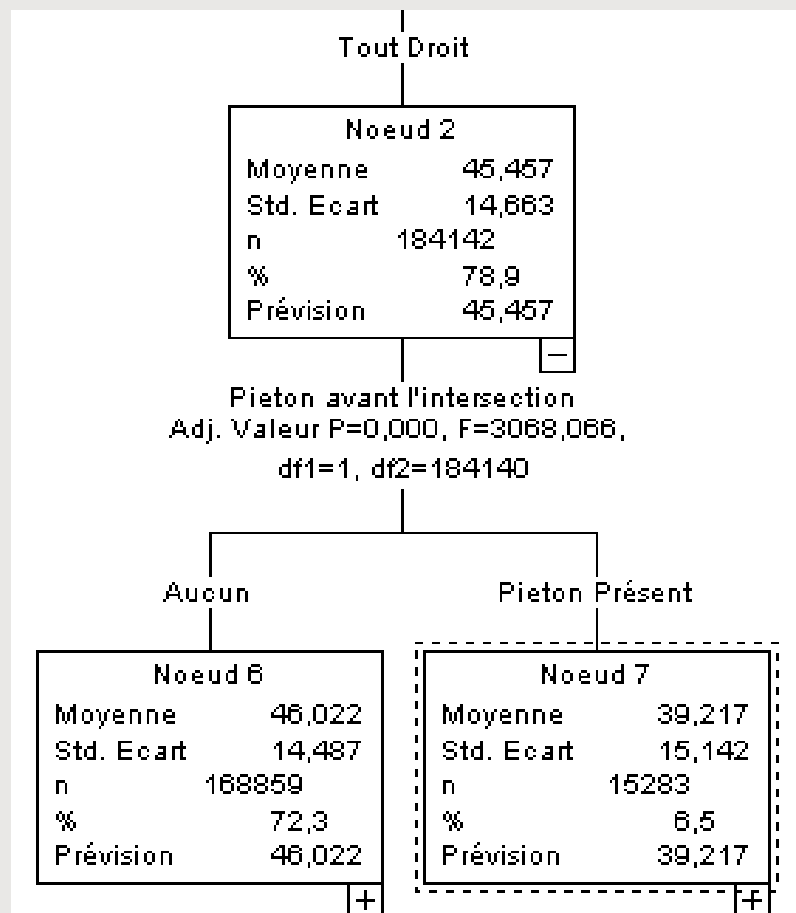 Tout Droit
Noeud 2
Moyenne 45,457
Std. Ecart 14,663
n 184142
% 78,9
Prévision 45,457
Pieton avant l'intersection
Adj. Valeur P=0,000, F=3068,066,
df1=1, df2=184140
Aucun
Noeud 6
Moyenne 46,022
Std. Ecart 14,487
n 168859
% 72,3
Prévision 46,022
Pieton Présent
Noeud 7
Moyenne 39,217
Std. Ecart 15,142
n 15283
% 6,5
Prévision 39,217